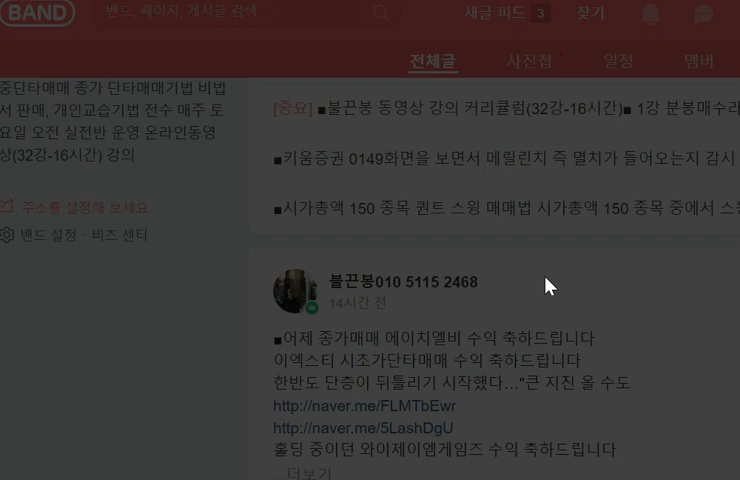 BAND
밴드, 페이지, 게시글 검색
새글 피드 3
찾기
전체글
사진첩
일정
멤버
중단타매매 종가 단타매매기법 비법
서 판매, 개인교습기법 전수 매주 토
요일 오전 실전반 운영 온라인동영
상(32강-16시간) 강의
주소를 설정해 보세요
밴드 설정 · 비즈 센티
[중요] ■불끈봉 동영상 강의 커리큘럼(32강-16시간)■ 1강 분봉매수리
■키움증권 0149화면을 보면서 메릴린치 즉 멸치가 들어오는지 감시
■시가총액 150 종목 퀀트 스윙 매매법 시가총액 150 종목 중에서 스윙
불끈봉010 5115 2468
14시간 전
■어제 종가매매 에이치엘비 수익 축하드립니다
이엑스티 시초가단타매매 수익 축하드립니다
한반도 단층이 뒤틀리기 시작했다..."큰 지진 올 수도
http://naver.me/FLMTbEwr
http://naver.me/5LashDgU
홀딩 중이던 와이제이엠게임즈 수익 축하드립니다
... 더보기